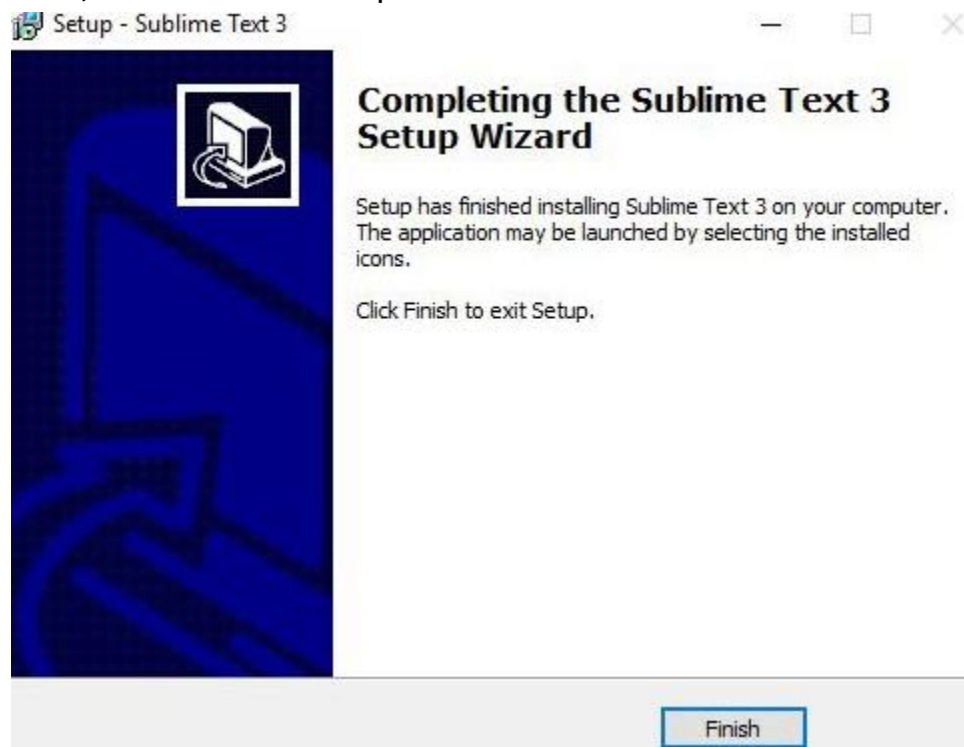 Setup - Sublime Text 3
Completing the Sublime Text 3
Setup Wizard
Setup has finished installing Sublime Text 3 on your computer.
The application may be launched by selecting the installed
icons.
Click Finish to exit Setup.
Finish